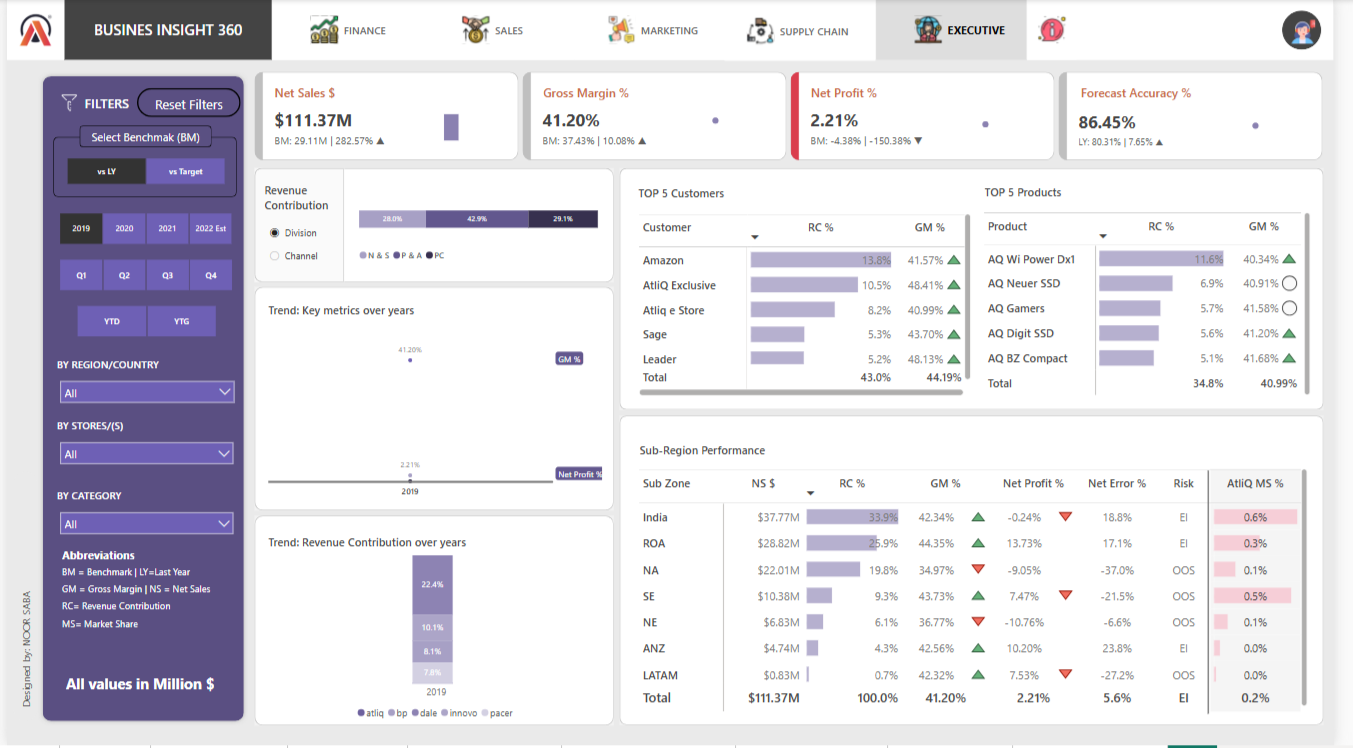 BUSINES INSIGHT 360
FINANCE
SALES
MARKETING
SUPPLY CHAIN
EXECUTIVE
FILTERS
Reset Filters
Select Benchmak (BM)
vs LY
vs Target
2019
2020
2021
2022 Est
Q1
Q2
Q3
Q4
YTD
YTG
BY REGION/COUNTRY
All
BY STORES/(S)
All
BY CATEGORY
All
Abbreviations
BM = Benchmark | LY=Last Year
GM = Gross Margin | NS = Net Sales
RC= Revenue Contribution
MS= Market Share
All values in Million $
Designed by: NOOR SABA
Net Sales $
$111.37M
BM: 29.11M | 282.57% ▲
Gross Margin %
41.20%
BM: 37.43% | 10.08% ▲
Net Profit %
2.21%
BM: -4.38% | -150.38% ▼
Forecast Accuracy %
86.45%
LY: 80.31% | 7.65% ▲
Revenue
Contribution
Division
Channel
28.0% 42.9% 29.1%
N & S P & A PC
Trend: Key metrics over years
41.20%
GM %
2.21%
Net Profit %
2019
Trend: Revenue Contribution over years
22.4%
10.1%
8.1%
7.8%
2019
atliq bp dale innovo pacer
TOP 5 Customers
Customer RC % GM %
Amazon 13.8% 41.57%
AtliQ Exclusive 10.5% 48.41%
Atliq e Store 8.2% 40.99%
Sage 5.3% 43.70%
Leader 5.2% 48.13%
Total 43.0% 44.19%
TOP 5 Products
Product RC % GM %
AQ Wi Power Dx1 11.6% 40.34%
AQ Neuer SSD 6.9% 40.91%
AQ Gamers 5.7% 41.58%
AQ Digit SSD 5.6% 41.20%
AQ BZ Compact 5.1% 41.68%
Total 34.8% 40.99%
Sub-Region Performance
Sub Zone NS $ RC % GM % Net Profit % Net Error % Risk AtliQ MS %
India $37.77M 33.9% 42.34% -0.24% 18.8% EI 0.6%
ROA $28.82M 25.9% 44.35% 13.73% 17.1% EI 0.3%
NA $22.01M 19.8% 34.97% -9.05% -37.0% OOS 0.1%
SE $10.38M 9.3% 43.73% 7.47% -21.5% OOS 0.5%
NE $6.83M 6.1% 36.77% -10.76% -6.6% OOS 0.1%
ANZ $4.74M 4.3% 42.56% 10.20% 23.8% EI 0.0%
LATAM $0.83M 0.7% 42.32% 7.53% -27.2% OOS 0.0%
Total $111.37M 100.0% 41.20% 2.21% 5.6% EI 0.2%